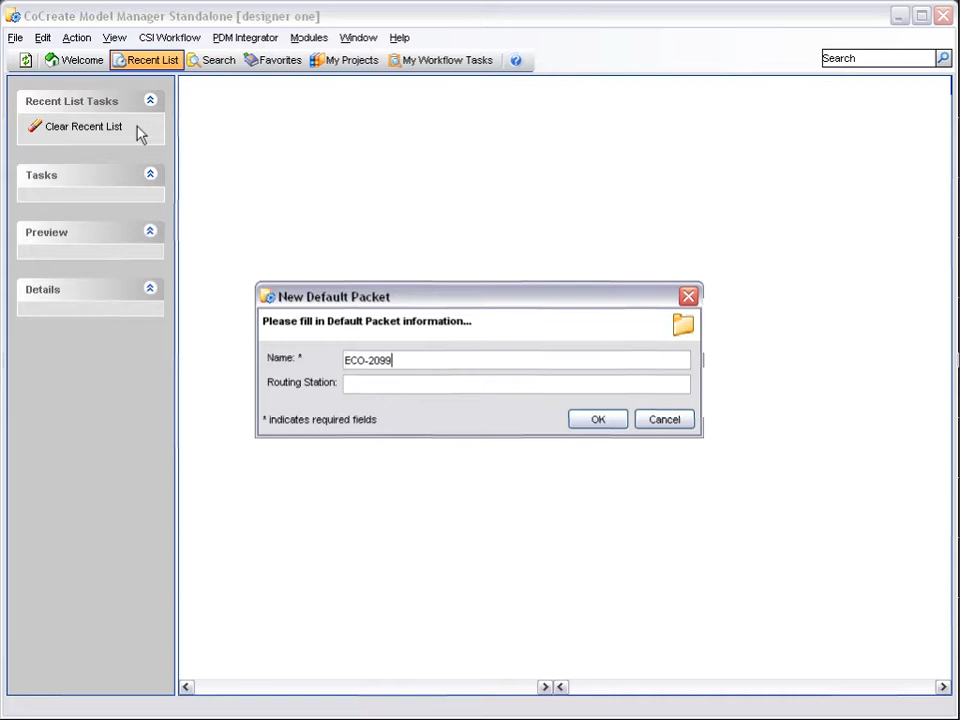 CoCreate Model Manager Standalone [designer one]
File Edit Action View CSI Workflow PDM Integrator Modules Window Help
Welcome Recent List Search Favorites My Projects My Workflow Tasks Search
Recent List Tasks
Clear Recent List
Tasks
Preview
Details
New Default Packet
Please fill in Default Packet information...
Name: * ECO-2099
Routing Station:
* indicates required fields OK Cancel